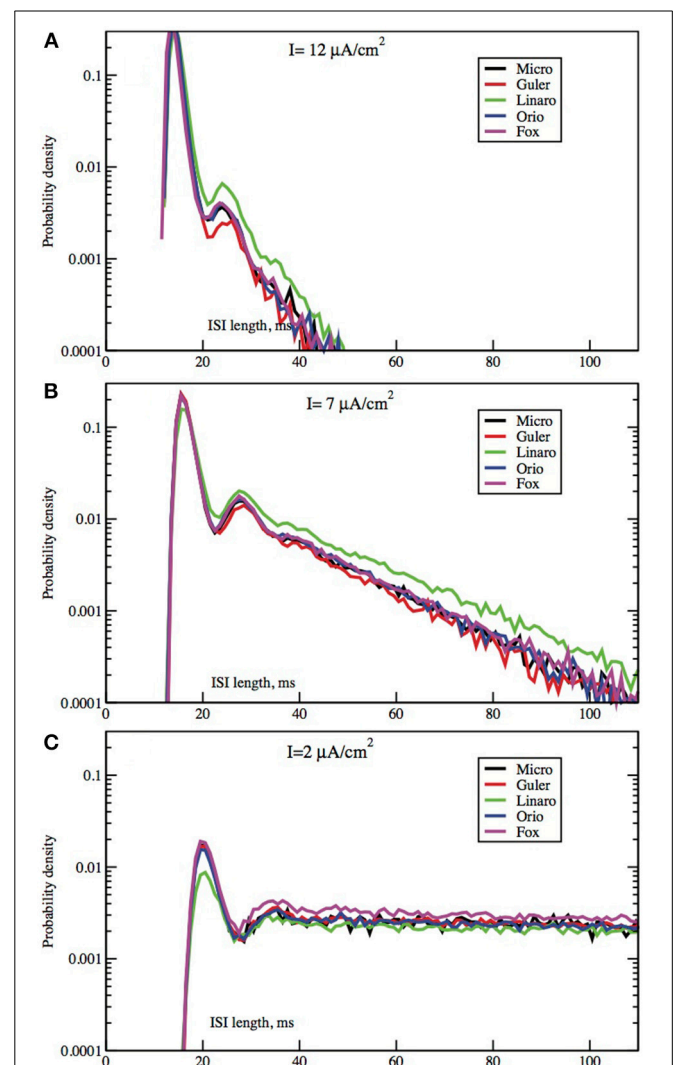 A
I= 12 μA/cm²
Micro
Guler
Linaro
Orio
Fox
Probability density
0.1
0.01
0.001
0.0001
ISI length, ms
0 20 40 60 80 100
B
I= 7 μA/cm²
Micro
Guler
Linaro
Orio
Fox
Probability density
0.1
0.01
0.001
0.0001
ISI length, ms
0 20 40 60 80 100
C
I=2 μA/cm²
Micro
Guler
Linaro
Orio
Fox
Probability density
0.1
0.01
0.001
0.0001
ISI length, ms
0 20 40 60 80 100